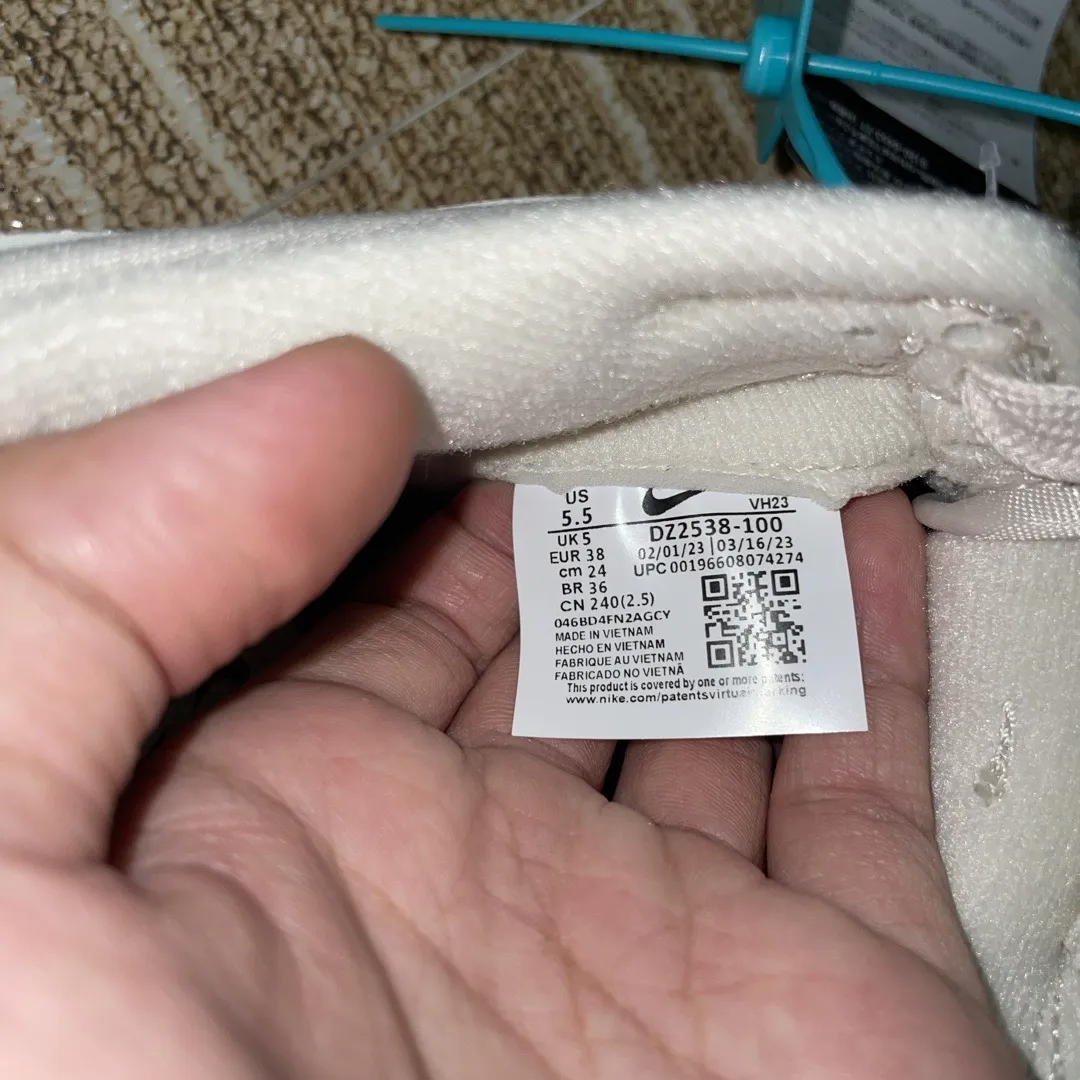 US
5.5
UK 5
EUR 38
cm 24
BR 36
CN 240(2.5)
VH23
DZ2538-100
02/01/23 | 03/16/23
UPC 00196608074274
046BD4FN2AGCY
MADE IN VIETNAM
HECHO EN VIETNAM
FABRIQUE AU VIETNAM
FABRICADO NO VIETNÃ
This product is covered by one or more patents:
www.nike.com/patentsvirtualmarking